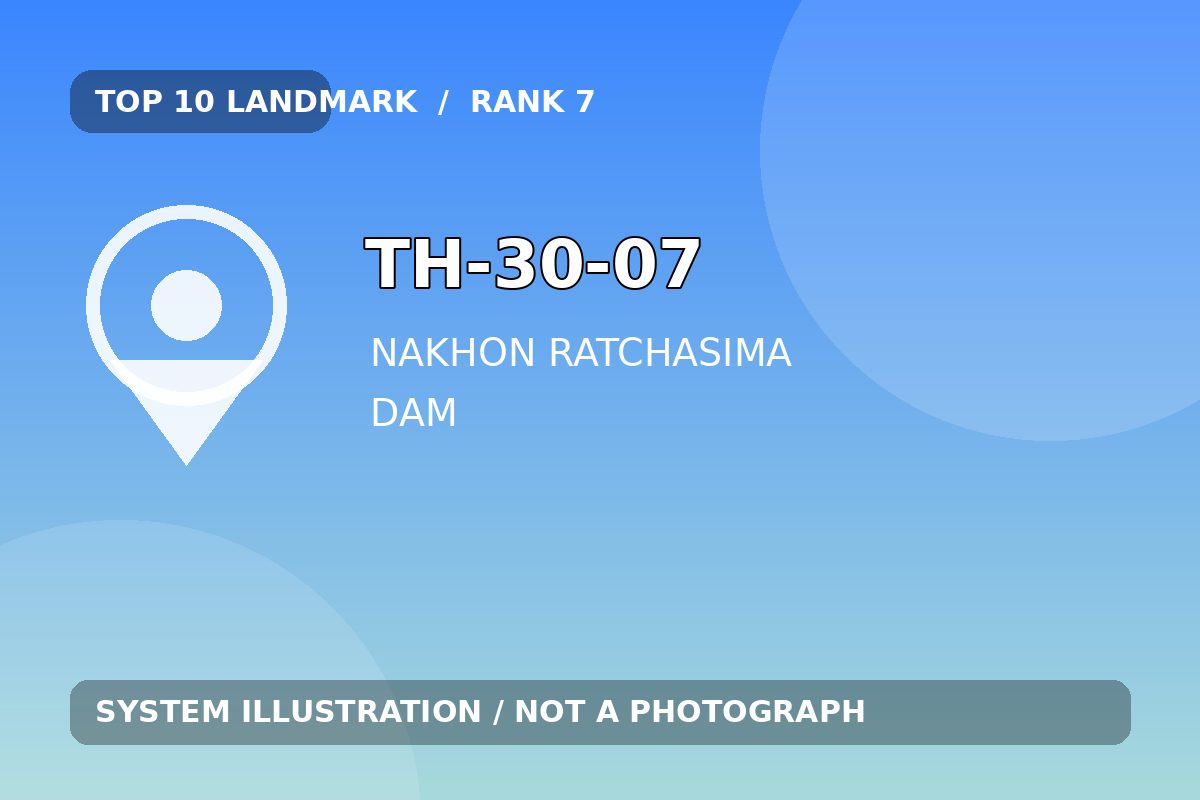 TOP 10 LANDMARK / RANK 7
TH-30-07
NAKHON RATCHASIMA
DAM
SYSTEM ILLUSTRATION / NOT A PHOTOGRAPH